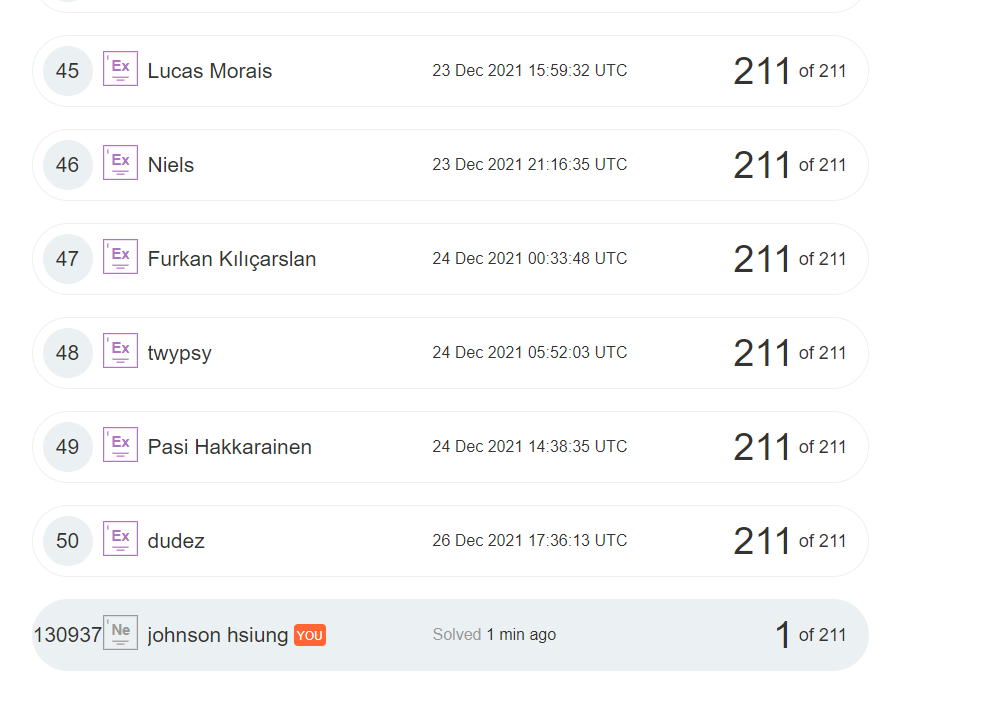 45 Ex Lucas Morais 23 Dec 2021 15:59:32 UTC 211 of 211
46 Ex Niels 23 Dec 2021 21:16:35 UTC 211 of 211
47 Ex Furkan Kılıçarslan 24 Dec 2021 00:33:48 UTC 211 of 211
48 Ex twypsy 24 Dec 2021 05:52:03 UTC 211 of 211
49 Ex Pasi Hakkarainen 24 Dec 2021 14:38:35 UTC 211 of 211
50 Ex dudez 26 Dec 2021 17:36:13 UTC 211 of 211
130937 Ne johnson hsiung YOU Solved 1 min ago 1 of 211